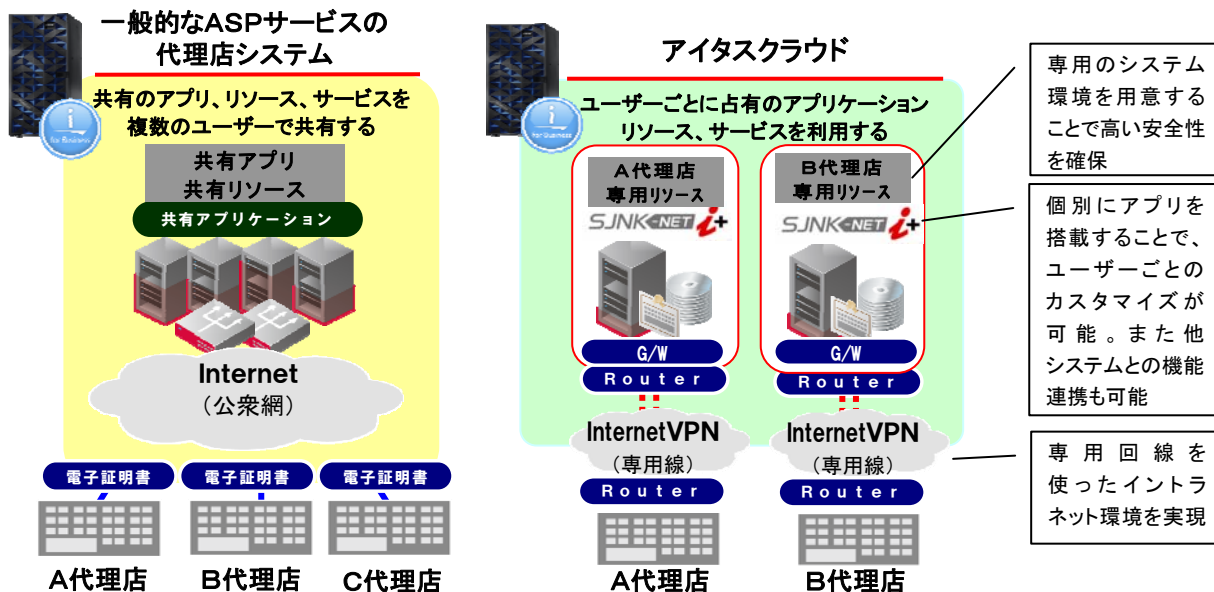 一般的なASPサービスの
代理店システム
i
for Business
共有のアプリ、リソース、サービスを
複数のユーザーで共有する
共有アプリ
共有リソース
共有アプリケーション
Internet
（公衆網）
電子証明書
電子証明書
電子証明書
A代理店
B代理店
C代理店
アイタスクラウド
i
for Business
ユーザーごとに占有のアプリケーション
リソース、サービスを利用する
A代理店
専用リソース
SJNK-NET i+
G/W
Router
InternetVPN
（専用線）
Router
A代理店
B代理店
専用リソース
SJNK-NET i+
G/W
Router
InternetVPN
（専用線）
Router
B代理店
専用のシステム
環境を用意する
ことで高い安全性
を確保
個別にアプリを
搭載することで、
ユーザーごとの
カスタマイズが
可能。また他
システムとの機能
連携も可能
専用回線を
使ったイントラ
ネット環境を実現